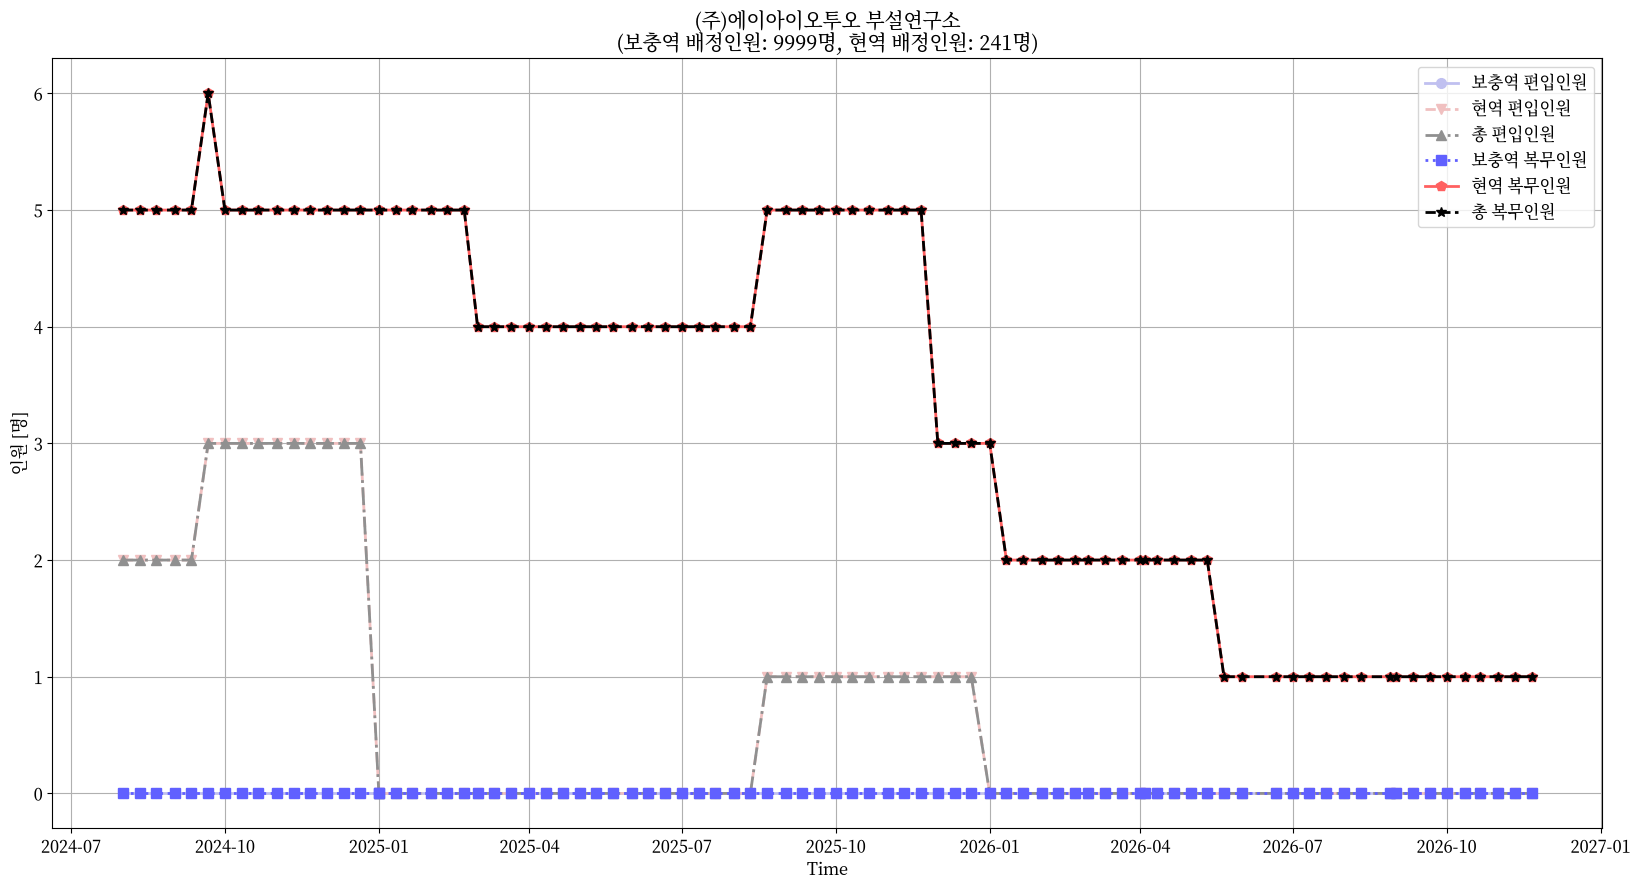 (주)에이아이오투오 부설연구소
(보충역 배정인원: 9999명, 현역 배정인원: 241명)
보충역 편입인원
현역 편입인원
총 편입인원
보충역 복무인원
현역 복무인원
총 복무인원
인원 [명]
6
5
4
3
2
1
0
2024-07 2024-10 2025-01 2025-04 2025-07 2025-10 2026-01 2026-04 2026-07 2026-10 2027-01
Time